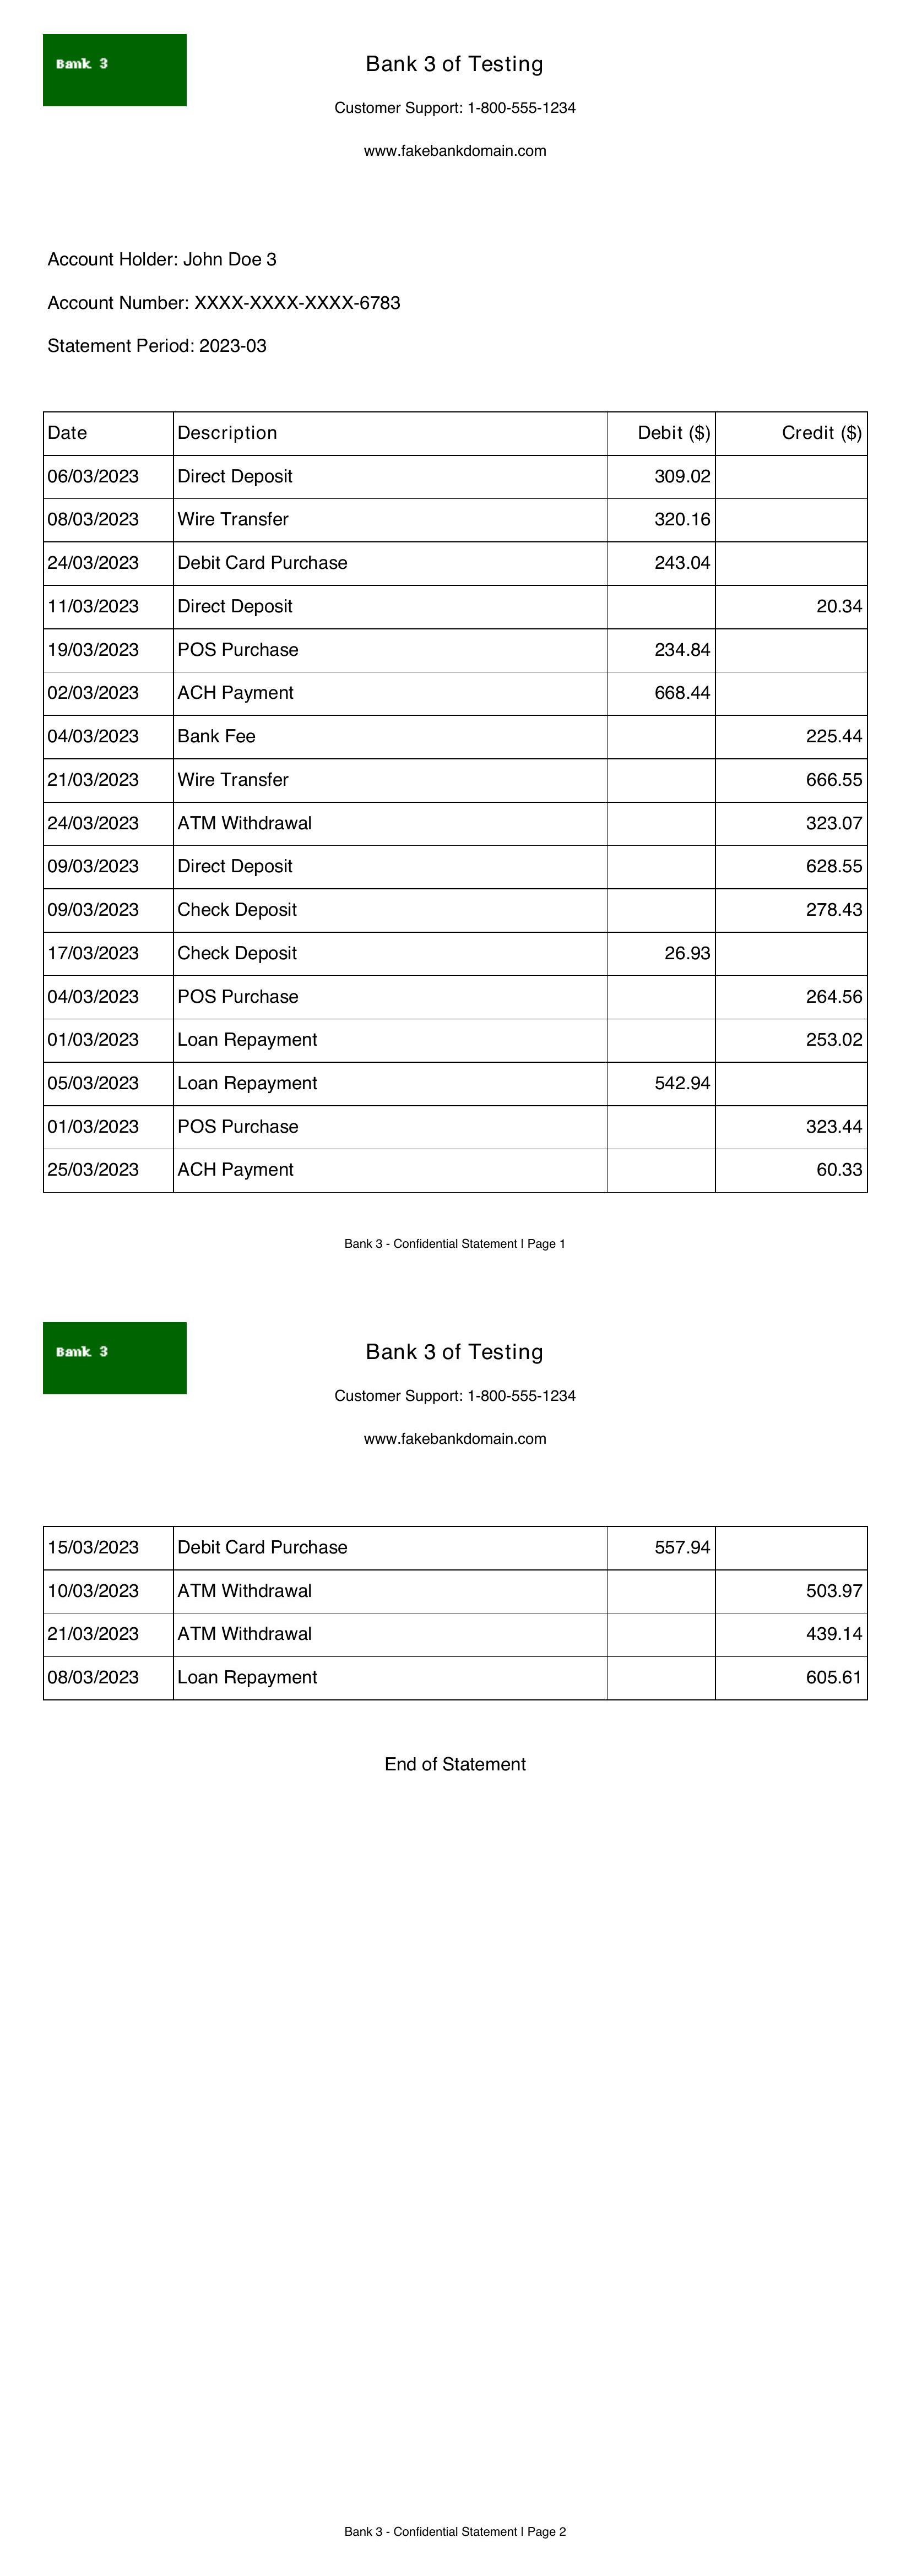 Bank 3
Bank 3 of Testing
Customer Support: 1-800-555-1234
www.fakebankdomain.com
Account Holder: John Doe 3
Account Number: XXXX-XXXX-XXXX-6783
Statement Period: 2023-03
Date Description Debit ($) Credit ($)
06/03/2023 Direct Deposit 309.02
08/03/2023 Wire Transfer 320.16
24/03/2023 Debit Card Purchase 243.04
11/03/2023 Direct Deposit 20.34
19/03/2023 POS Purchase 234.84
02/03/2023 ACH Payment 668.44
04/03/2023 Bank Fee 225.44
21/03/2023 Wire Transfer 666.55
24/03/2023 ATM Withdrawal 323.07
09/03/2023 Direct Deposit 628.55
09/03/2023 Check Deposit 278.43
17/03/2023 Check Deposit 26.93
04/03/2023 POS Purchase 264.56
01/03/2023 Loan Repayment 253.02
05/03/2023 Loan Repayment 542.94
01/03/2023 POS Purchase 323.44
25/03/2023 ACH Payment 60.33
Bank 3 - Confidential Statement | Page 1
Bank 3
Bank 3 of Testing
Customer Support: 1-800-555-1234
www.fakebankdomain.com
15/03/2023 Debit Card Purchase 557.94
10/03/2023 ATM Withdrawal 503.97
21/03/2023 ATM Withdrawal 439.14
08/03/2023 Loan Repayment 605.61
End of Statement
Bank 3 - Confidential Statement | Page 2